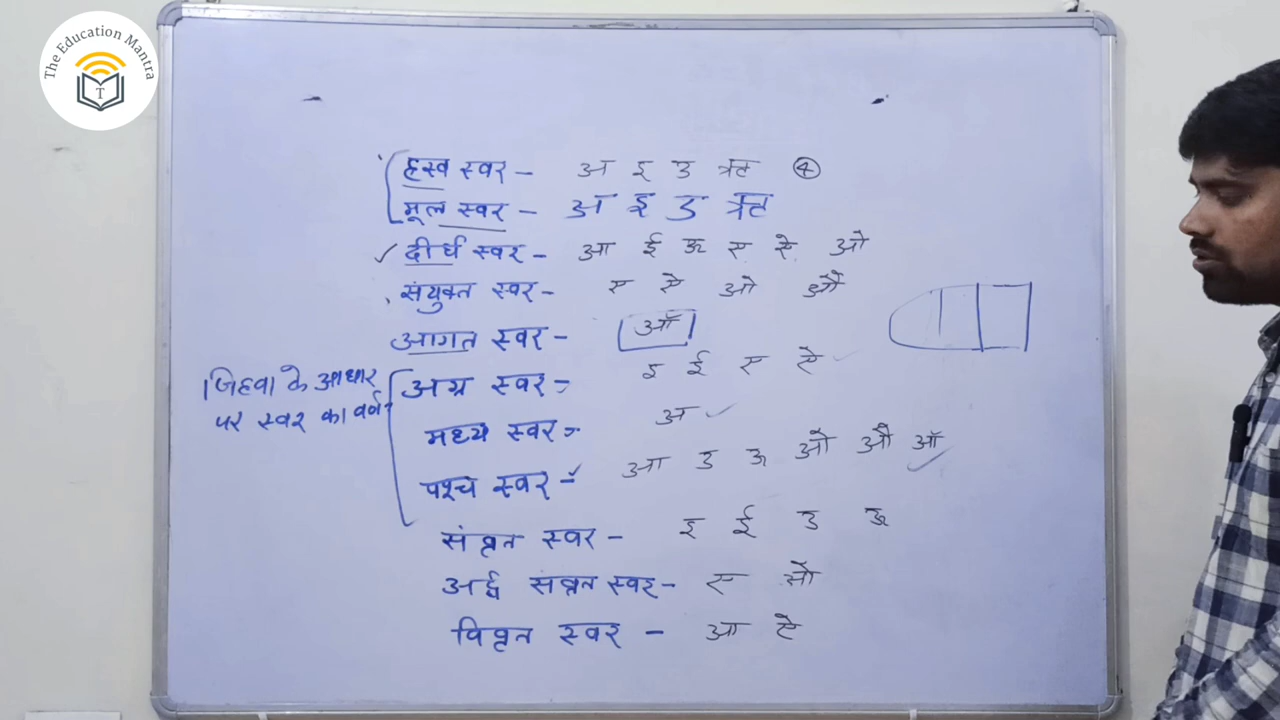 The Education Mantra
T
ह्रस्व स्वर - अ इ उ ऋ ④
मूल स्वर - अ इ उ ऋ
दीर्घ स्वर - आ ई ऊ ए ऐ ओ
संयुक्त स्वर - ए ऐ ओ औ
आगत स्वर - ऑ
जिहवा के आधार
पर स्वर का वर्ग
अग्र स्वर - इ ई ए ऐ
मध्य स्वर - अ
पश्च स्वर - आ उ ऊ ओ औ ऑ
संवृत स्वर - इ ई उ ऊ
अर्द्ध संवृत स्वर - ए ओ
विवृत स्वर - आ ऐ